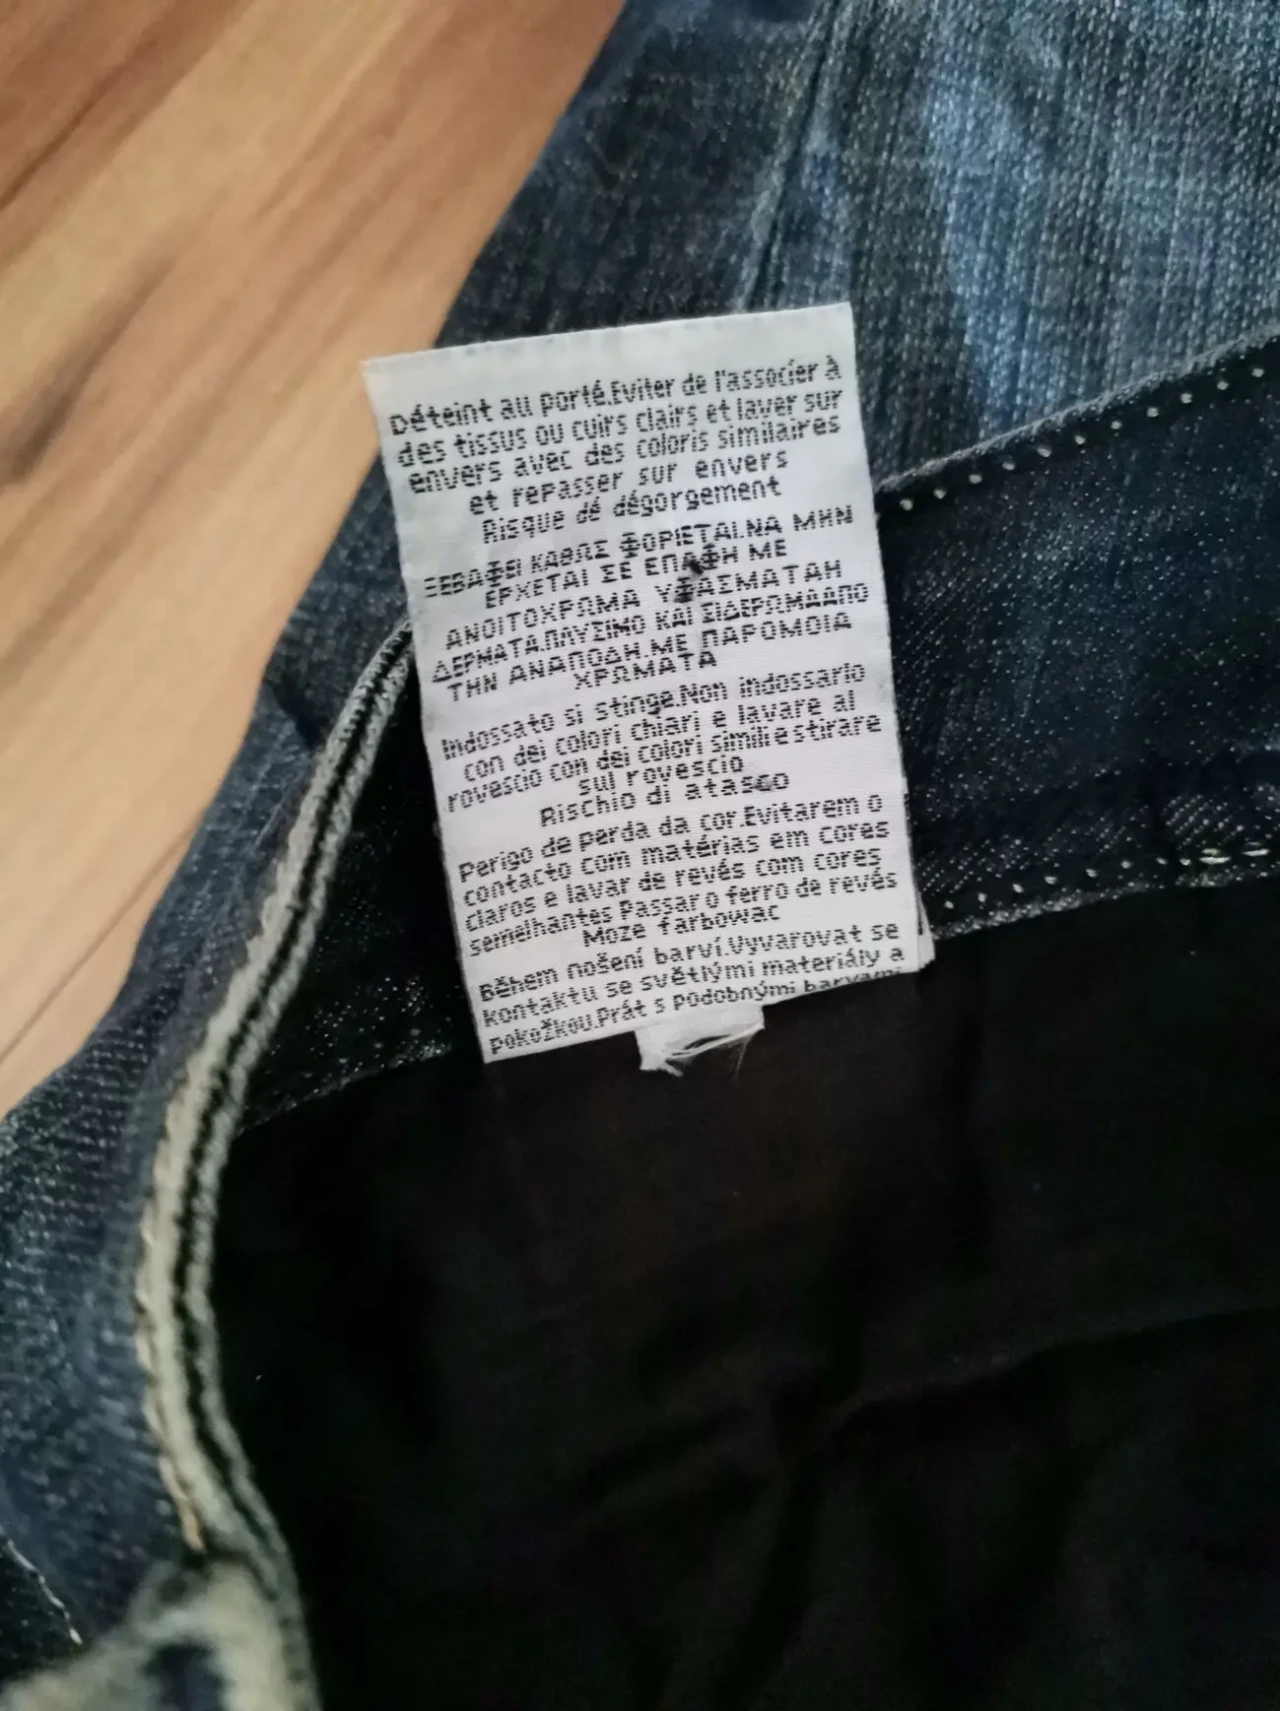 Déteint au porté.Eviter de l'associer à
des tissus ou cuirs clairs et laver sur
envers avec des coloris similaires
et repasser sur envers
Risque de dégorgement
ΞΕΒΑΦΕΙ ΚΑΘΩΣ ΦΟΡΙΕΤΑΙ.ΝΑ ΜΗΝ
ΕΡΧΕΤΑΙ ΣΕ ΕΠΑΦΗ ΜΕ
ΑΝΟΙΤΟΧΡΩΜΑ ΥΦΑΣΜΑΤΑΗ
ΔΕΡΜΑΤΑ.ΠΛΥΣΙΜΟ ΚΑΙ ΣΙΔΕΡΩΜΑΑΠΟ
ΤΗΝ ΑΝΑΠΟΔΗ.ΜΕ ΠΑΡΟΜΟΙΑ
ΧΡΩΜΑΤΑ
Indossato si stinge.Non indossarlo
con dei colori chiari e lavare al
rovescio con dei colori simili e stirare
sul rovescio
Rischio di atasco
Perigo de perda da cor.Evitarem o
contacto com matérias em cores
claros e lavar de revés com cores
semelhantes Passar o ferro de revés
Moze farbowac
Během nošení barví.Vyvarovat se
kontaktu se světlými materiály a
pokožkou.Prát s podobnými barvami